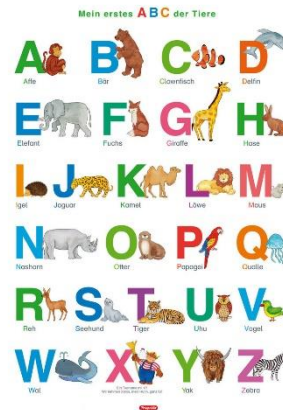 Mein erstes ABC der Tiere
A B C D
Affe Bär Clownfisch Delfin
E F G H
Elefant Fuchs Giraffe Hase
I J K L M
Igel Jaguar Kamel Löwe Maus
N O P Q
Nashorn Otter Papagei Qualle
R S T U V
Reh Seehund Tiger Uhu Vogel
W X Y Z
Wal Yak Zebra